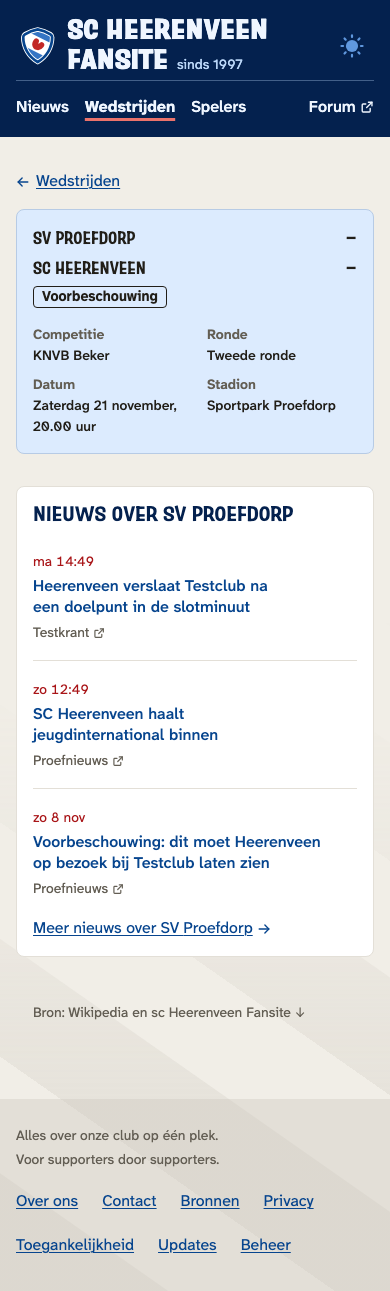 SC HEERENVEEN
FANSITE sinds 1997
Nieuws Wedstrijden Spelers Forum
← Wedstrijden
SV PROEFDORP –
SC HEERENVEEN –
Voorbeschouwing
Competitie
KNVB Beker
Ronde
Tweede ronde
Datum
Zaterdag 21 november,
20.00 uur
Stadion
Sportpark Proefdorp
NIEUWS OVER SV PROEFDORP
ma 14:49
Heerenveen verslaat Testclub na
een doelpunt in de slotminuut
Testkrant
zo 12:49
SC Heerenveen haalt
jeugdinternational binnen
Proefnieuws
zo 8 nov
Voorbeschouwing: dit moet Heerenveen
op bezoek bij Testclub laten zien
Proefnieuws
Meer nieuws over SV Proefdorp →
Bron: Wikipedia en sc Heerenveen Fansite ↓
Alles over onze club op één plek.
Voor supporters door supporters.
Over ons Contact Bronnen Privacy
Toegankelijkheid Updates Beheer